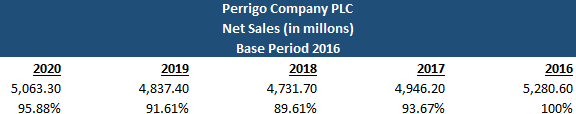 Perrigo Company PLC
Net Sales (in millons)
Base Period 2016
2020 2019 2018 2017 2016
5,063.30 4,837.40 4,731.70 4,946.20 5,280.60
95.88% 91.61% 89.61% 93.67% 100%